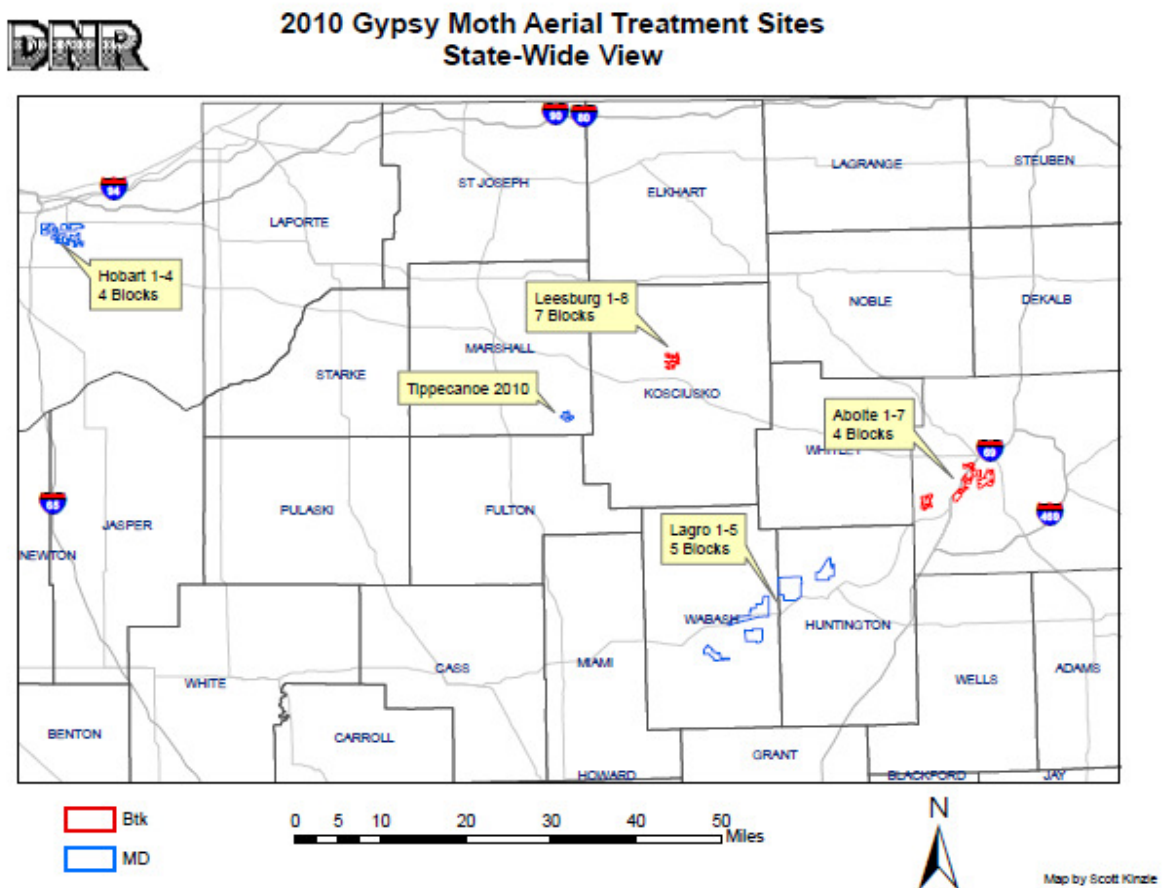 DNR
2010 Gypsy Moth Aerial Treatment Sites
State-Wide View
90
80
94
LAGRANGE
STEUBEN
ST JOSEPH
ELKHART
LAPORTE
Hobart 1-4
4 Blocks
Leesburg 1-8
7 Blocks
NOBLE
DEKALB
MARSHALL
STARKE
Tippecanoe 2010
KOSCIUSKO
Aboite 1-7
4 Blocks
WHITLEY
69
65
JASPER
PULASKI
FULTON
469
Lagro 1-5
5 Blocks
NEWTON
WABASH
HUNTINGTON
WHITE
CASS
MIAMI
WELLS
ADAMS
BENTON
CARROLL
GRANT
HOWARD
BLACKFORD
JAY
Btk
MD
0 5 10 20 30 40 50
Miles
N
Map by Scott Kinzie